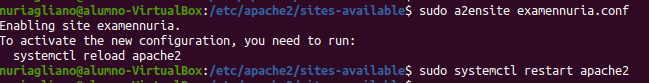 nuriagliano@alumno-VirtualBox:/etc/apache2/sites-available$ sudo a2ensite examennuria.conf
Enabling site examennuria.
To activate the new configuration, you need to run:
  systemctl reload apache2
nuriagliano@alumno-VirtualBox:/etc/apache2/sites-available$ sudo systemctl restart apache2